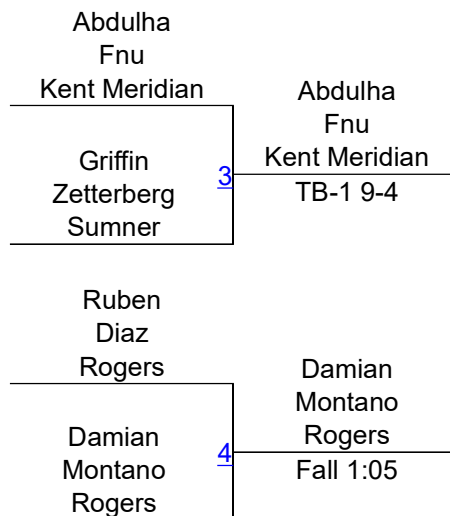 Abdulha
Fnu
Kent Meridian
Griffin
Zetterberg
Sumner
3
Abdulha
Fnu
Kent Meridian
TB-1 9-4
Ruben
Diaz
Rogers
Damian
Montano
Rogers
4
Damian
Montano
Rogers
Fall 1:05